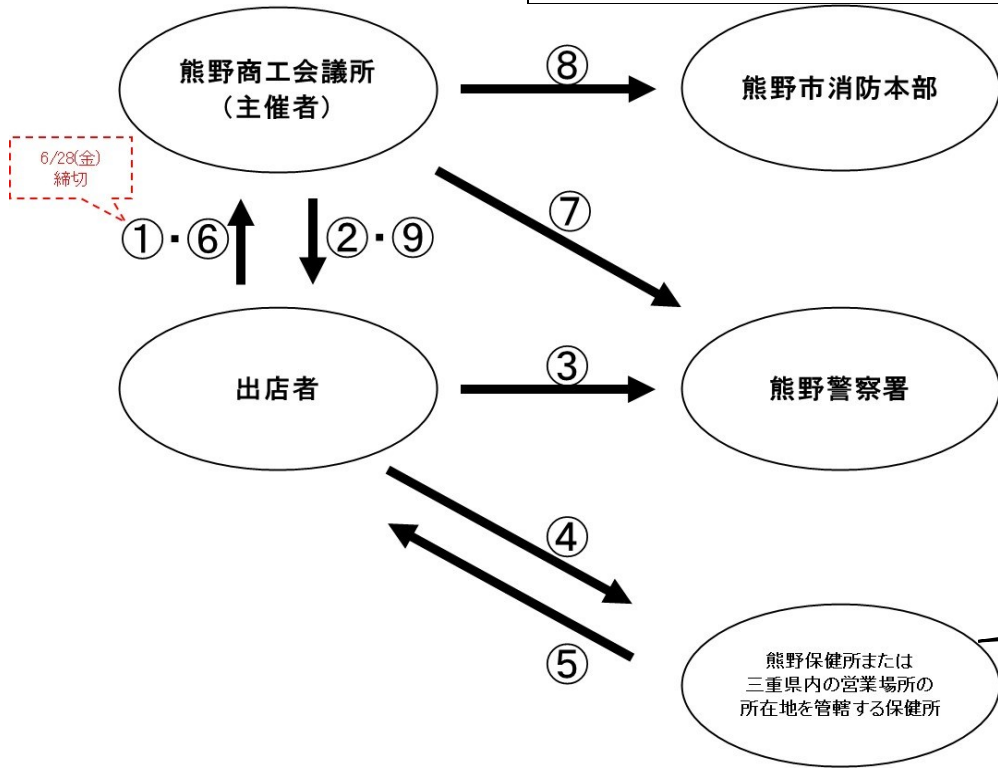 熊野商工会議所
（主催者）
⑧
熊野市消防本部
6/28(金)
締切
①・⑥
②・⑨
⑦
出店者
③
熊野警察署
④
⑤
熊野保健所または
三重県内の営業場所の
所在地を管轄する保健所